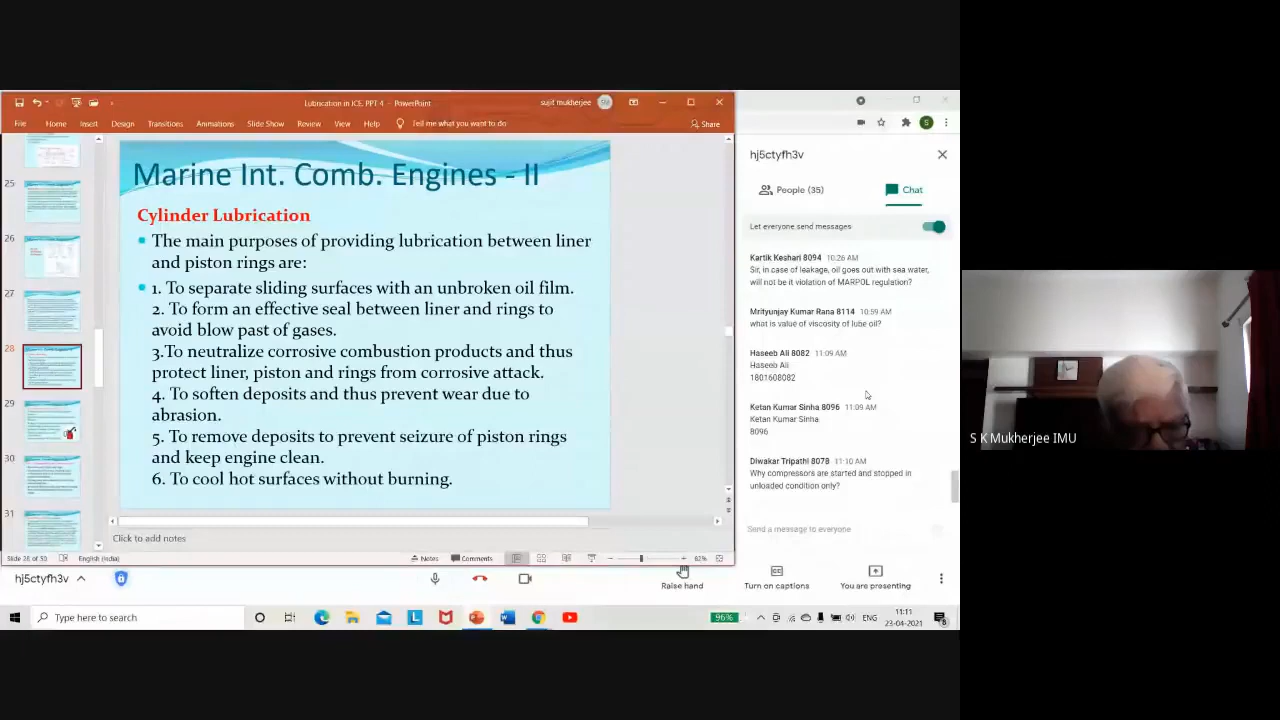 Lubrication in ICE. PPT 4 - PowerPoint
sujit mukherjee
File Home Insert Design Transitions Animations Slide Show Review View Help Tell me what you want to do Share
25
26
27
28
29
30
31
Marine Int. Comb. Engines - II
Cylinder Lubrication
The main purposes of providing lubrication between liner
and piston rings are:
1. To separate sliding surfaces with an unbroken oil film.
2. To form an effective seal between liner and rings to
avoid blow past of gases.
3.To neutralize corrosive combustion products and thus
protect liner, piston and rings from corrosive attack.
4. To soften deposits and thus prevent wear due to
abrasion.
5. To remove deposits to prevent seizure of piston rings
and keep engine clean.
6. To cool hot surfaces without burning.
Click to add notes
Slide 28 of 50 English (India) Notes Comments 62%
hj5ctyfh3v
People (35) Chat
Let everyone send messages
Kartik Keshari 8094 10:26 AM
Sir, in case of leakage, oil goes out with sea water,
will not be it violation of MARPOL regulation?
Mrityunjay Kumar Rana 8114 10:59 AM
what is value of viscosity of lube oil?
Haseeb Ali 8082 11:09 AM
Haseeb Ali
1801608082
Ketan Kumar Sinha 8096 11:09 AM
Ketan Kumar Sinha
8096
Diwakar Tripathi 8078 11:10 AM
Why compressors are started and stopped in
unloaded condition only?
Send a message to everyone
hj5ctyfh3v
Raise hand
Turn on captions
You are presenting
Type here to search
96%
ENG
11:11
23-04-2021
S K Mukherjee IMU